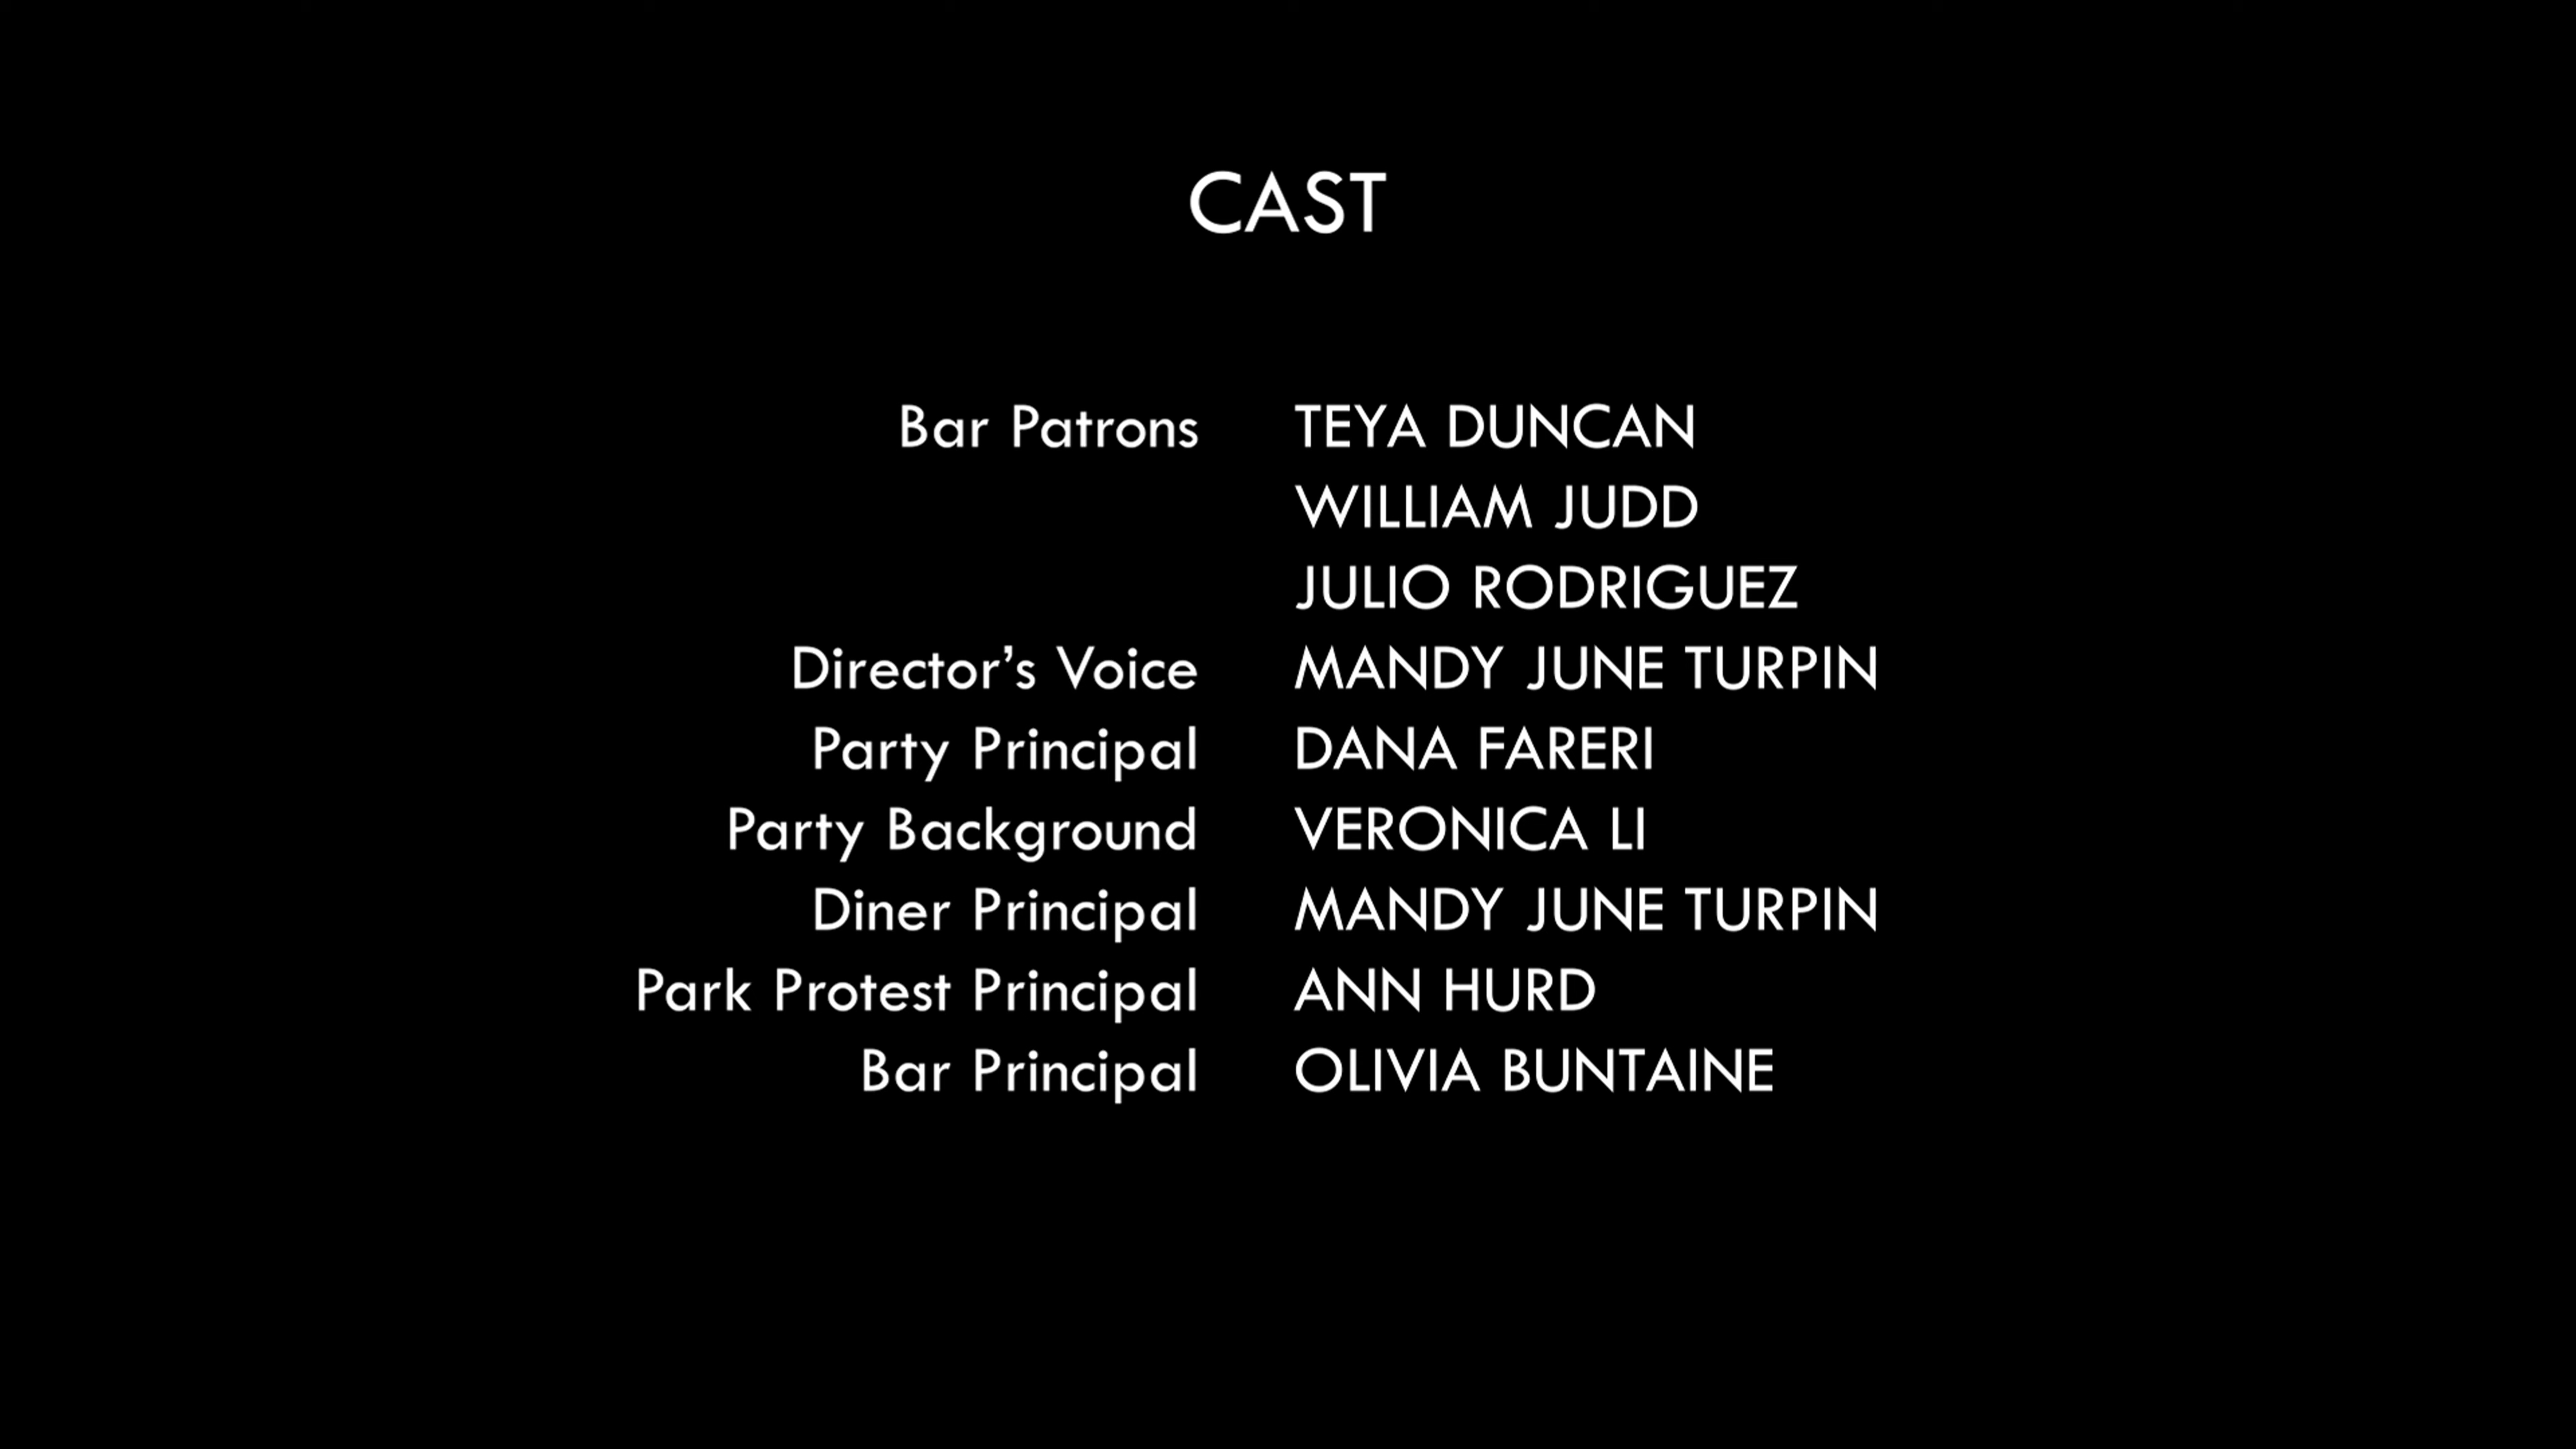 CAST
Bar Patrons TEYA DUNCAN
WILLIAM JUDD
JULIO RODRIGUEZ
Director’s Voice MANDY JUNE TURPIN
Party Principal DANA FARERI
Party Background VERONICA LI
Diner Principal MANDY JUNE TURPIN
Park Protest Principal ANN HURD
Bar Principal OLIVIA BUNTAINE